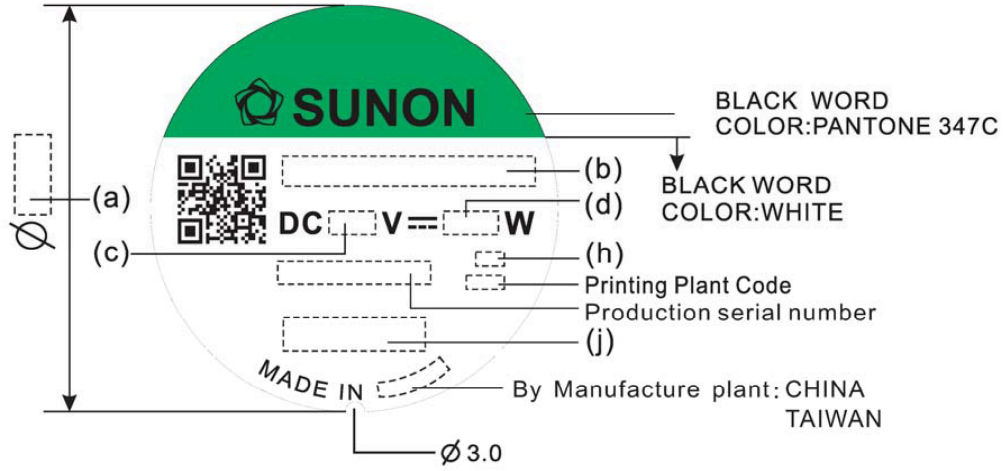 SUNON
BLACK WORD
COLOR:PANTONE 347C
(a)
(b)
BLACK WORD
COLOR:WHITE
(d)
DC V W
(c)
(h)
Printing Plant Code
Production serial number
(j)
MADE IN
By Manufacture plant: CHINA
TAIWAN
Ø
Ø 3.0